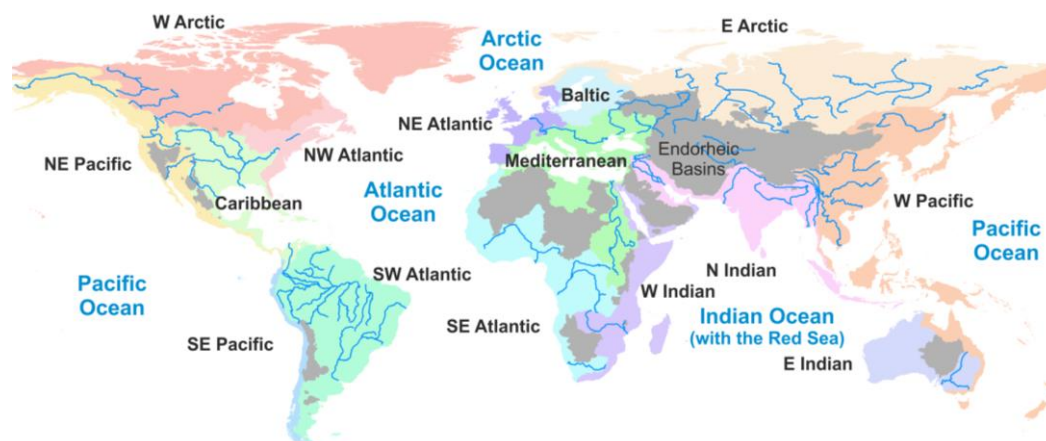 W Arctic
E Arctic
Arctic
Ocean
Baltic
NE Atlantic
NE Pacific
NW Atlantic
Mediterranean
Endorheic
Basins
Caribbean
Atlantic
Ocean
W Pacific
Pacific
Ocean
Pacific
Ocean
SW Atlantic
N Indian
W Indian
SE Pacific
SE Atlantic
Indian Ocean
(with the Red Sea)
E Indian